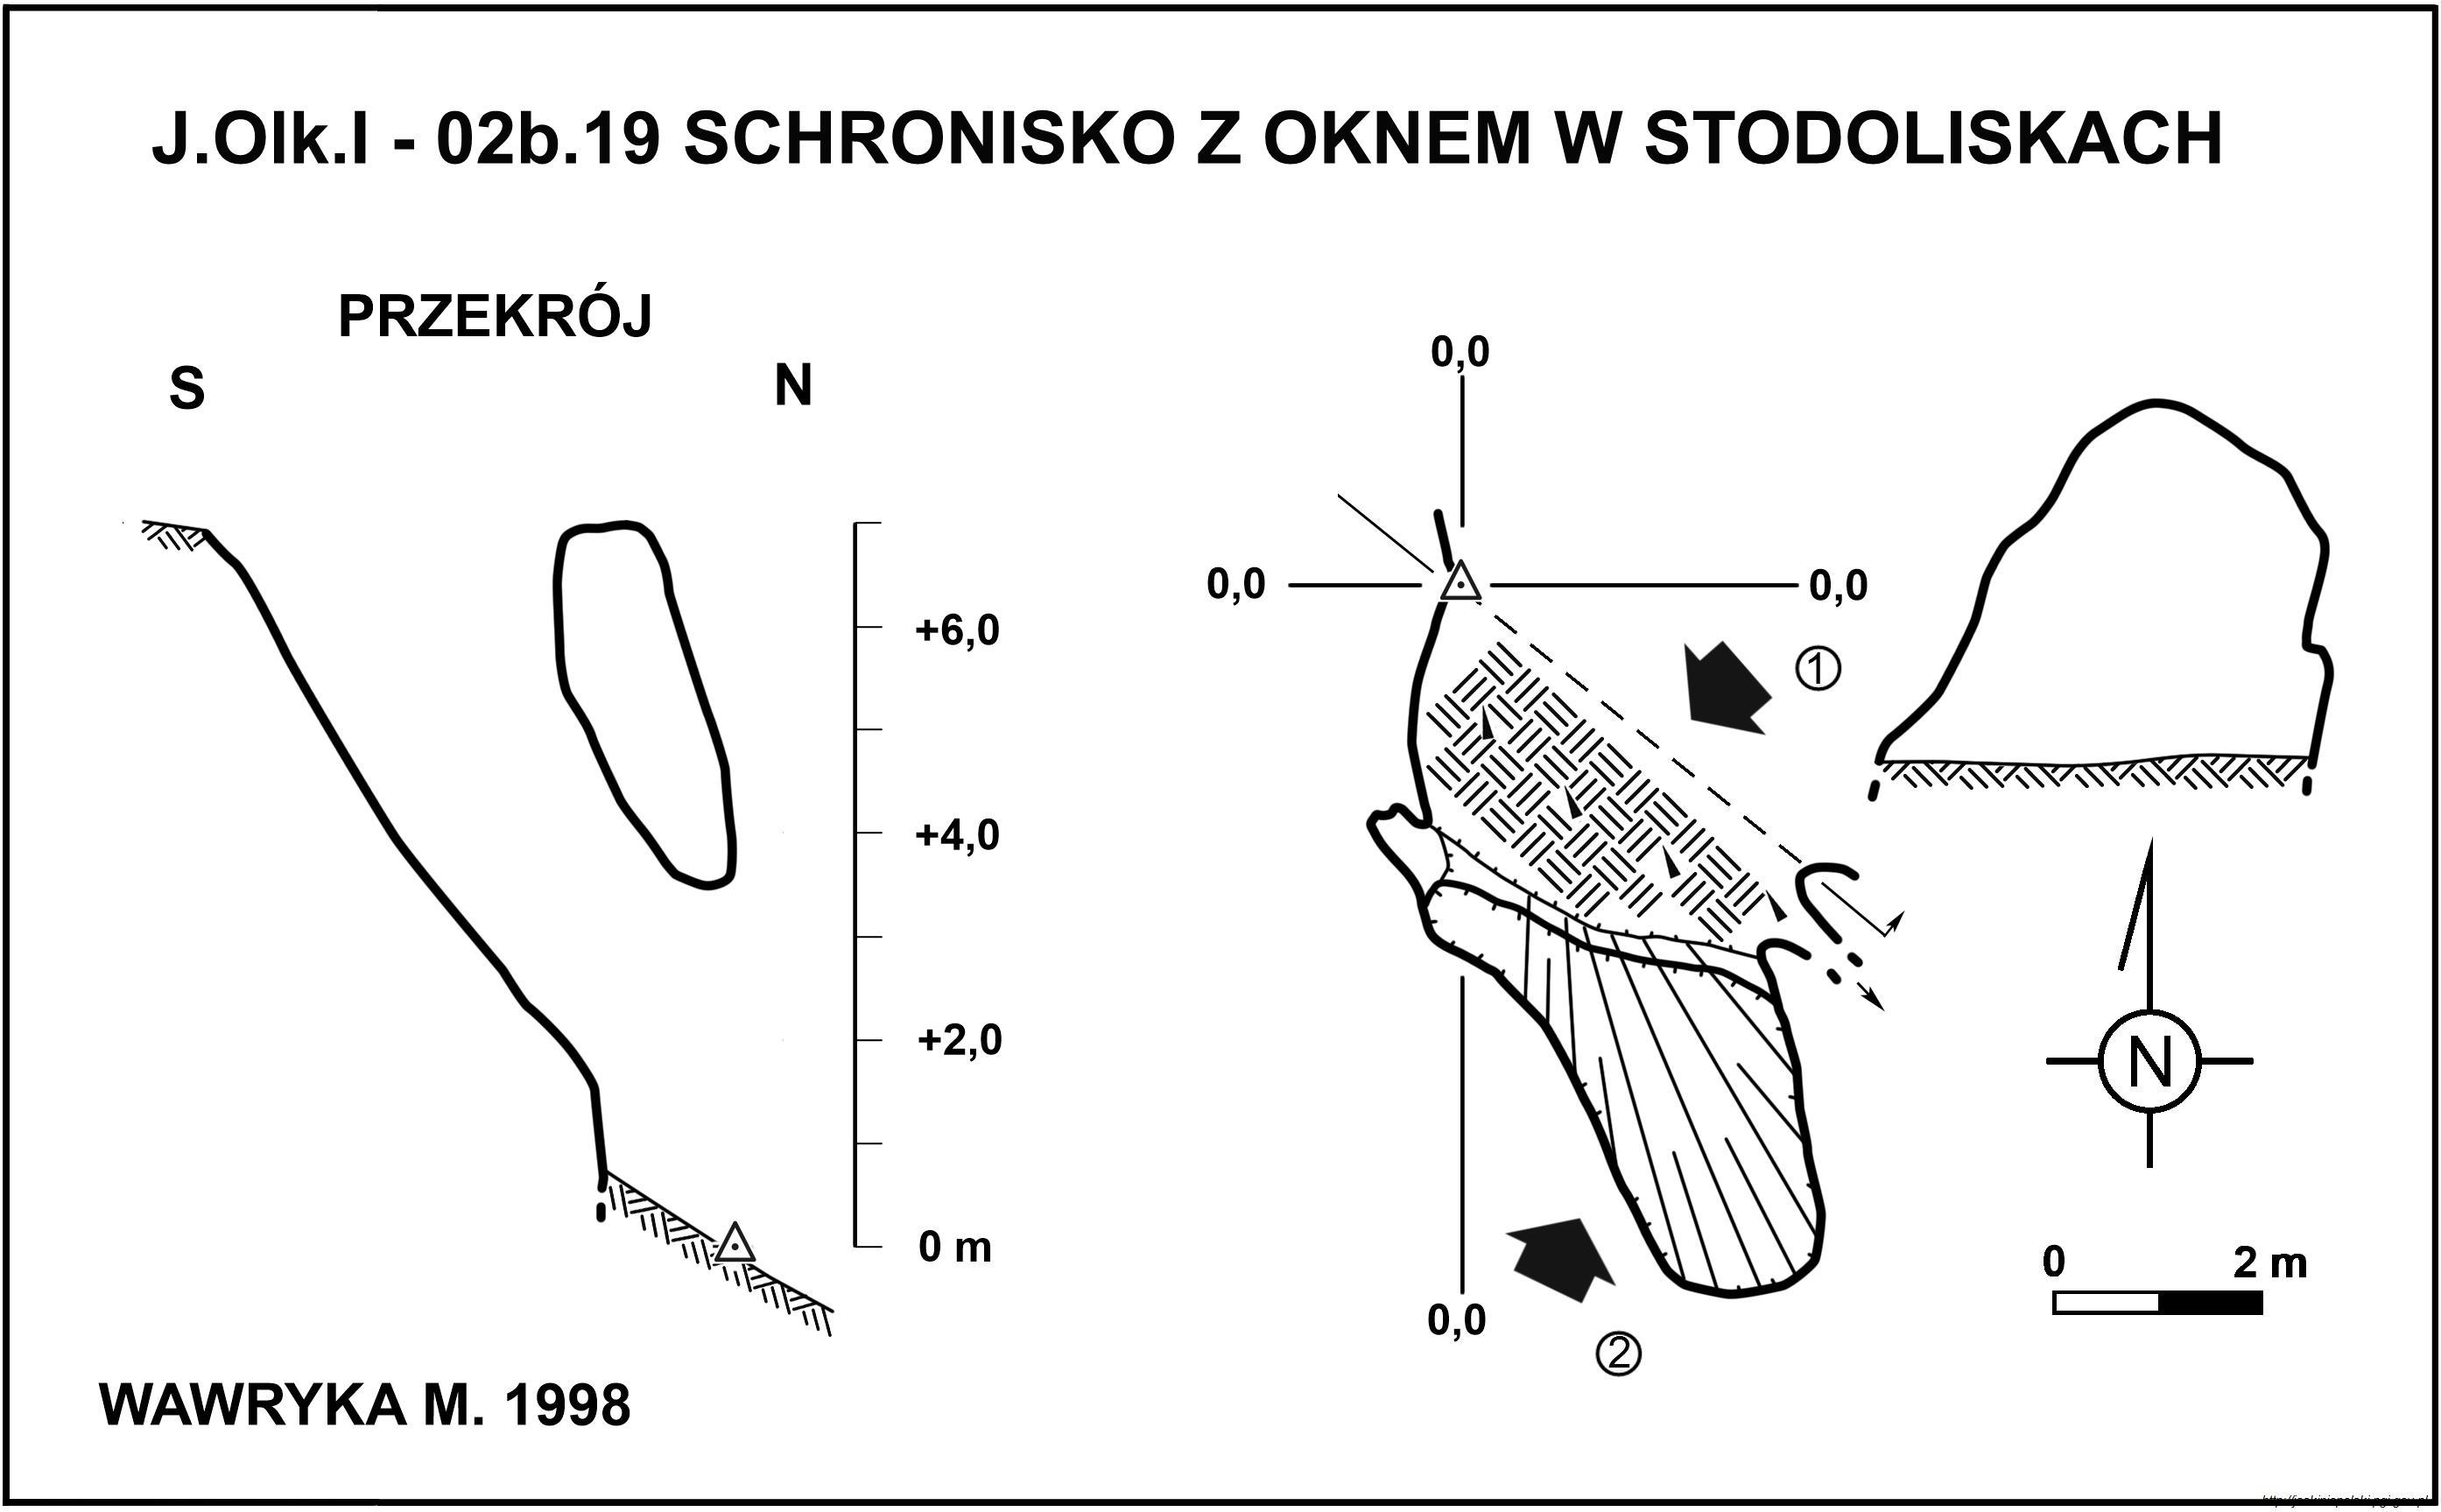 J.Olk.I - 02b.19 SCHRONISKO Z OKNEM W STODOLISKACH
PRZEKRÓJ
S
N
+6,0
+4,0
+2,0
0 m
0,0
0,0
0,0
0,0
1
2
N
0
2 m
WAWRYKA M. 1998